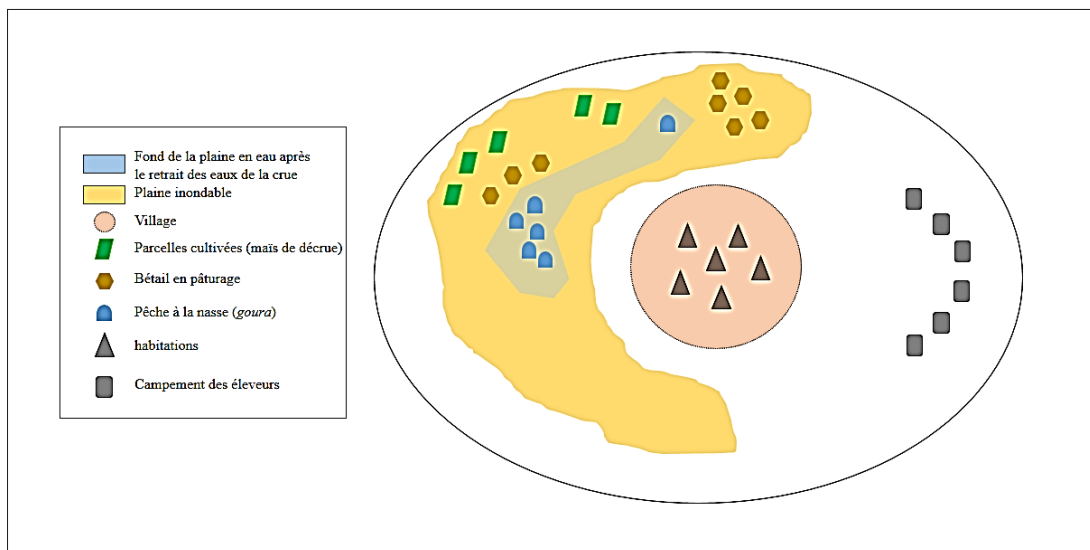 Fond de la plaine en eau après
le retrait des eaux de la crue
Plaine inondable
Village
Parcelles cultivées (maïs de décrue)
Bétail en pâturage
Pêche à la nasse (goura)
habitations
Campement des éleveurs